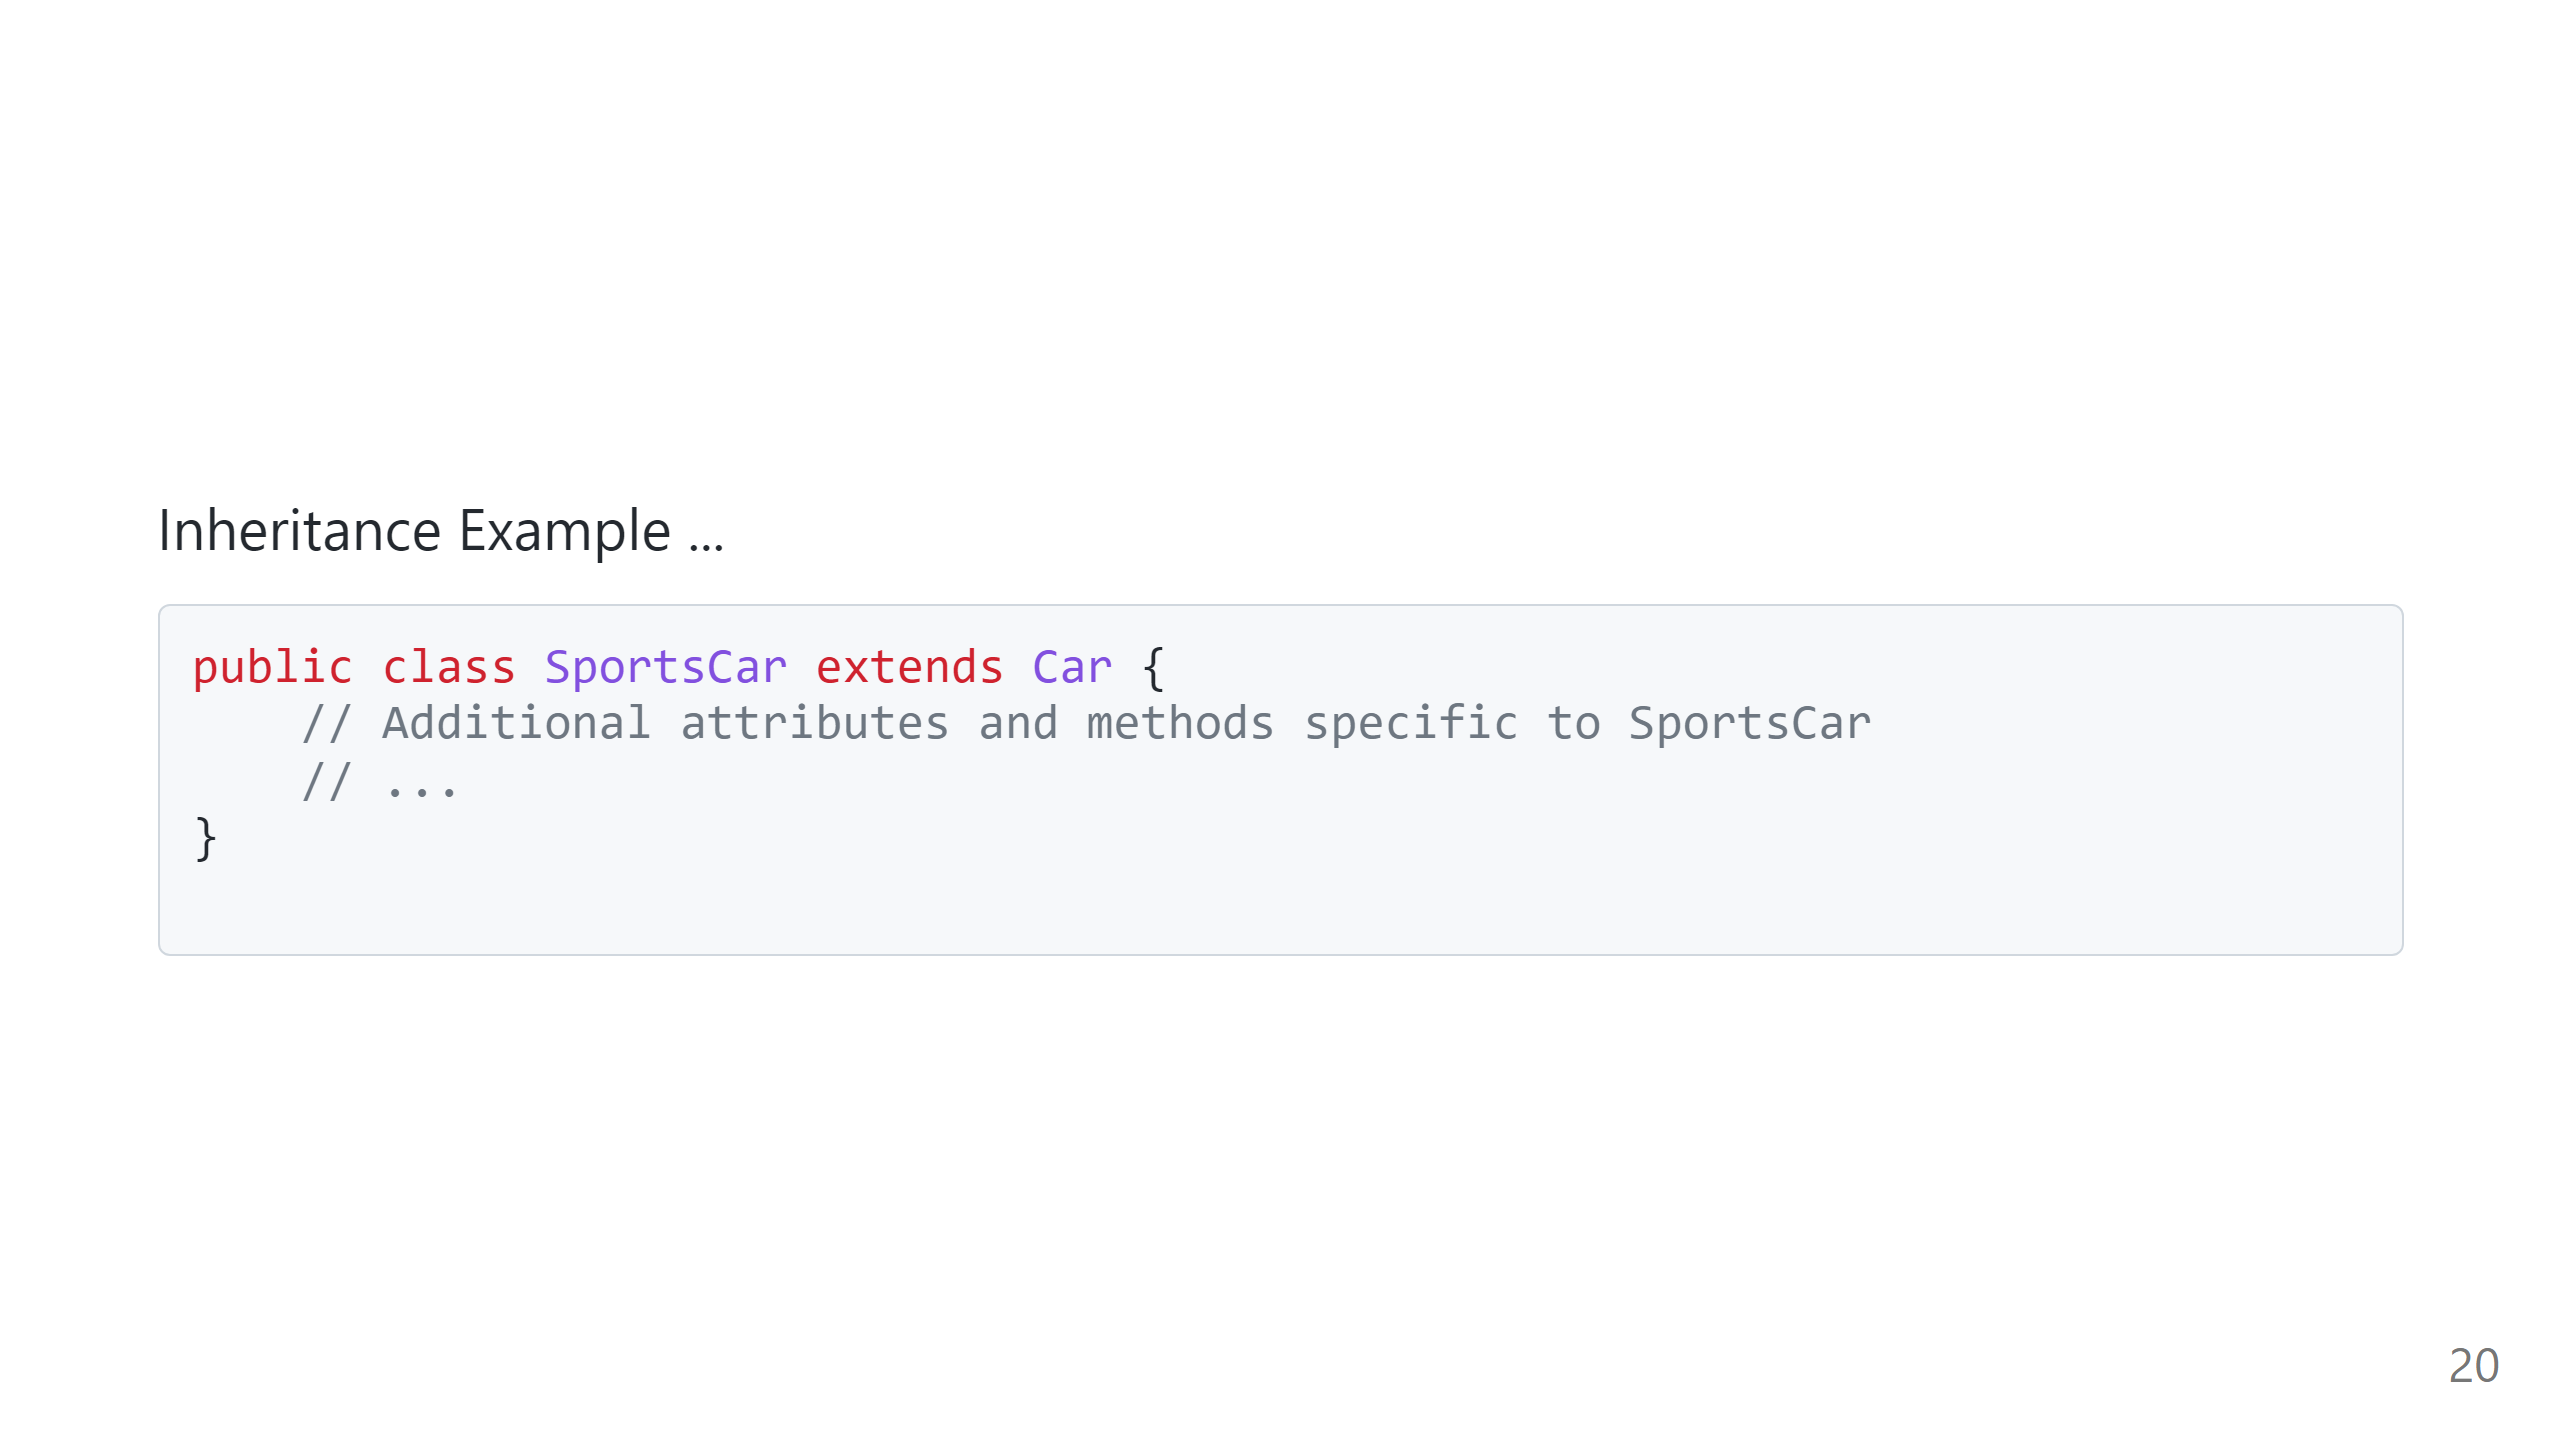 Inheritance Example ...
public class SportsCar extends Car {
    // Additional attributes and methods specific to SportsCar
    // ...
}
20